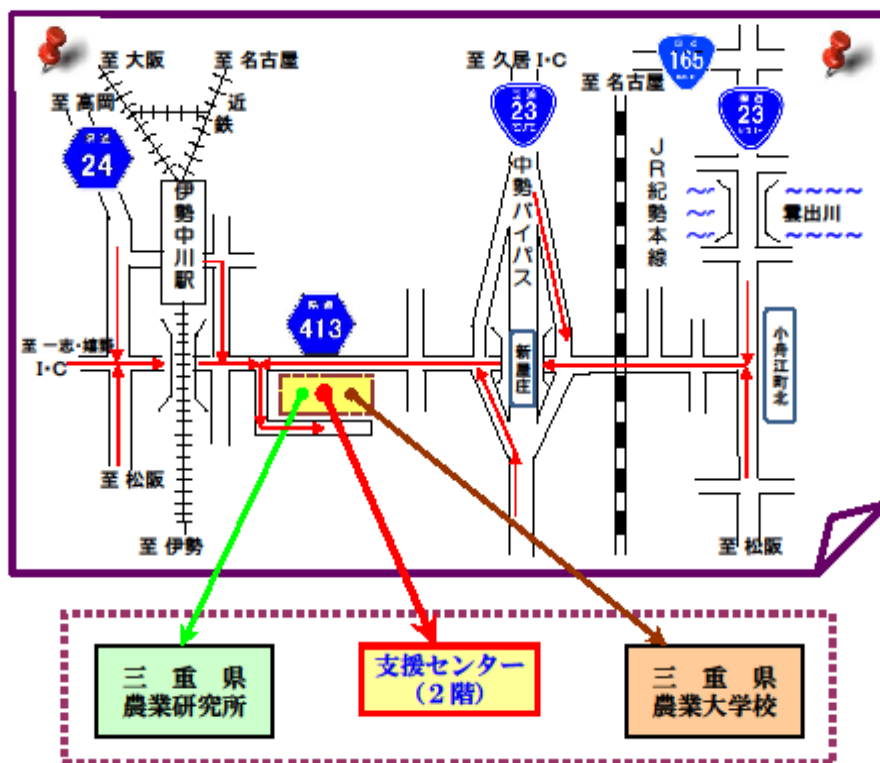 至 大阪
至 名古屋
至 久居 I・C
至 名古屋
165
至 高岡
近鉄
23
23
24
伊勢中川駅
中勢バイパス
JR紀勢本線
雲出川
413
至 一志・嬉野
I・C
新屋庄
小舟江町北
至 松阪
至 伊勢
至 松阪
三 重 県
農業研究所
支援センター
(2階)
三 重 県
農業大学校